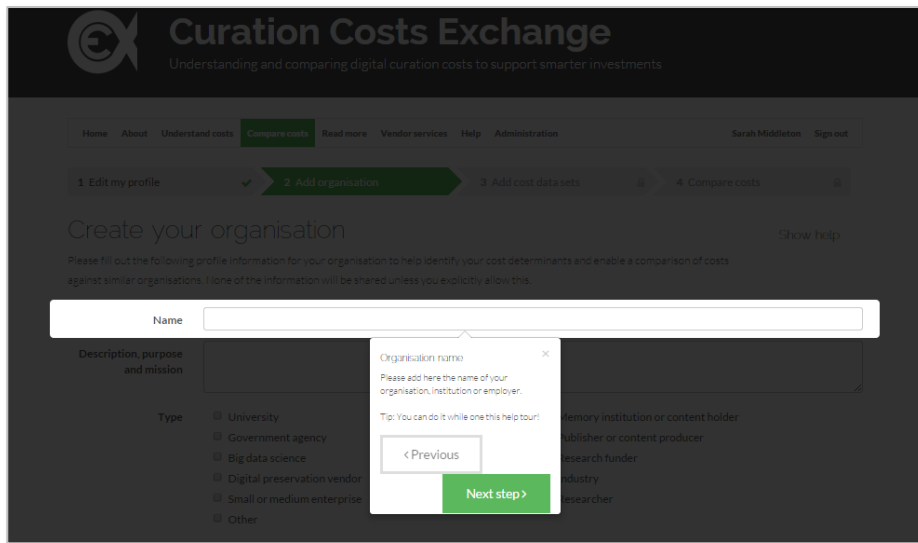 Curation Costs Exchange
Understanding and comparing digital curation costs to support smarter investments
Home About Understand costs Compare costs Read more Vendor services Help Administration Sarah Middleton Sign out
1 Edit my profile 2 Add organisation 3 Add cost data sets 4 Compare costs
Create your organisation
Show help
Please fill out the following profile information for your organisation to help identify your cost determinants and enable a comparison of costs
against similar organisations. None of the information will be shared unless you explicitly allow this.
Name
Description, purpose
and mission
Organisation name ×
Please add here the name of your
organisation, institution or employer.
Tip: You can do it while one this help tour!
< Previous
Next step >
Type
University
Government agency
Big data science
Digital preservation vendor
Small or medium enterprise
Other
Memory institution or content holder
Publisher or content producer
Research funder
Industry
Researcher